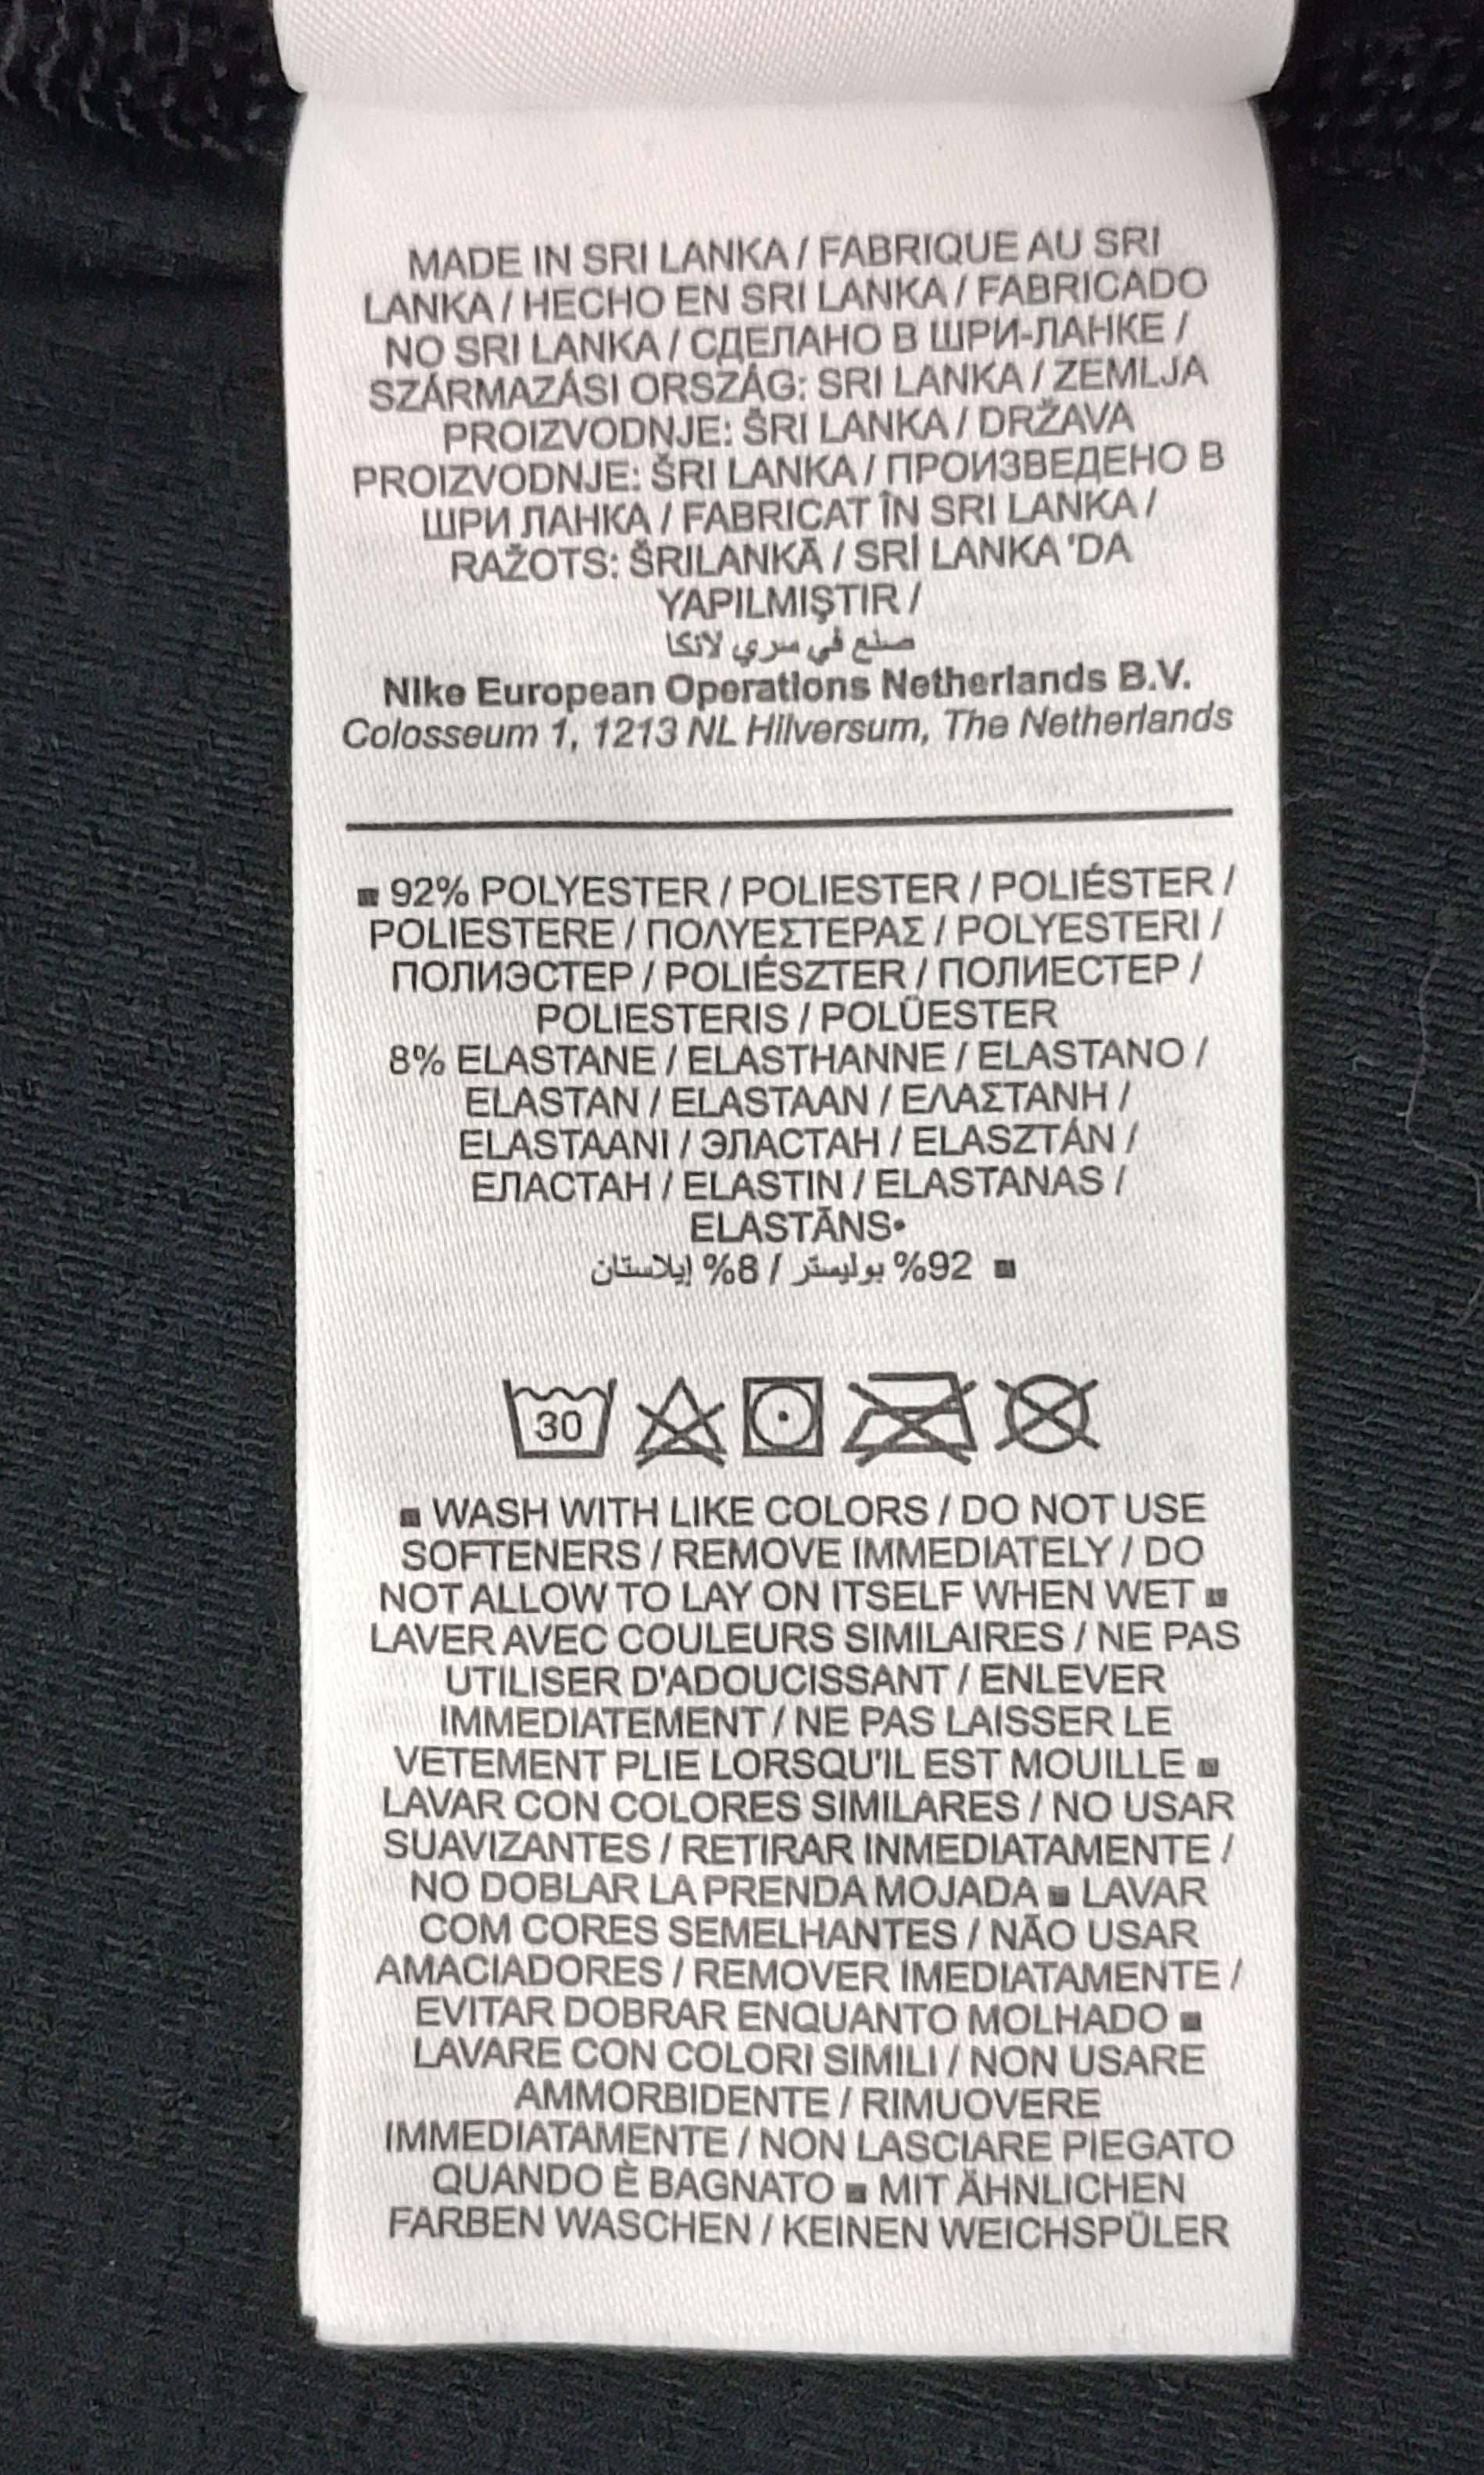 MADE IN SRI LANKA / FABRIQUE AU SRI
LANKA / HECHO EN SRI LANKA / FABRICADO
NO SRI LANKA / СДЕЛАНО В ШРИ-ЛАНКЕ /
SZÁRMAZÁSI ORSZÁG: SRI LANKA / ZEMLJA
PROIZVODNJE: ŠRI LANKA / DRŽAVA
PROIZVODNJE: ŠRI LANKA / ПРОИЗВЕДЕНО В
ШРИ ЛАНКА / FABRICAT ÎN SRI LANKA /
RAŽOTS: ŠRILANKĀ / SRİ LANKA 'DA
YAPILMIŞTIR /
صنع في سري لانكا
Nike European Operations Netherlands B.V.
Colosseum 1, 1213 NL Hilversum, The Netherlands
■ 92% POLYESTER / POLIESTER / POLIÉSTER /
POLIESTERE / ΠΟΛΥΕΣΤΕΡΑΣ / POLYESTERI /
ПОЛИЭСТЕР / POLIÉSZTER / ПОЛИЕСТЕР /
POLIESTERIS / POLÜESTER
8% ELASTANE / ELASTHANNE / ELASTANO /
ELASTAN / ELASTAAN / ΕΛΑΣΤΑΝΗ /
ELASTAANI / ЭЛАСТАН / ELASZTÁN /
ЕЛАСТАН / ELASTIN / ELASTANAS /
ELASTĀNS•
■ 92% بوليستر / 8% إيلاستان
30
■ WASH WITH LIKE COLORS / DO NOT USE
SOFTENERS / REMOVE IMMEDIATELY / DO
NOT ALLOW TO LAY ON ITSELF WHEN WET ■
LAVER AVEC COULEURS SIMILAIRES / NE PAS
UTILISER D'ADOUCISSANT / ENLEVER
IMMEDIATEMENT / NE PAS LAISSER LE
VETEMENT PLIE LORSQU'IL EST MOUILLE ■
LAVAR CON COLORES SIMILARES / NO USAR
SUAVIZANTES / RETIRAR INMEDIATAMENTE /
NO DOBLAR LA PRENDA MOJADA ■ LAVAR
COM CORES SEMELHANTES / NÃO USAR
AMACIADORES / REMOVER IMEDIATAMENTE /
EVITAR DOBRAR ENQUANTO MOLHADO ■
LAVARE CON COLORI SIMILI / NON USARE
AMMORBIDENTE / RIMUOVERE
IMMEDIATAMENTE / NON LASCIARE PIEGATO
QUANDO È BAGNATO ■ MIT ÄHNLICHEN
FARBEN WASCHEN / KEINEN WEICHSPÜLER